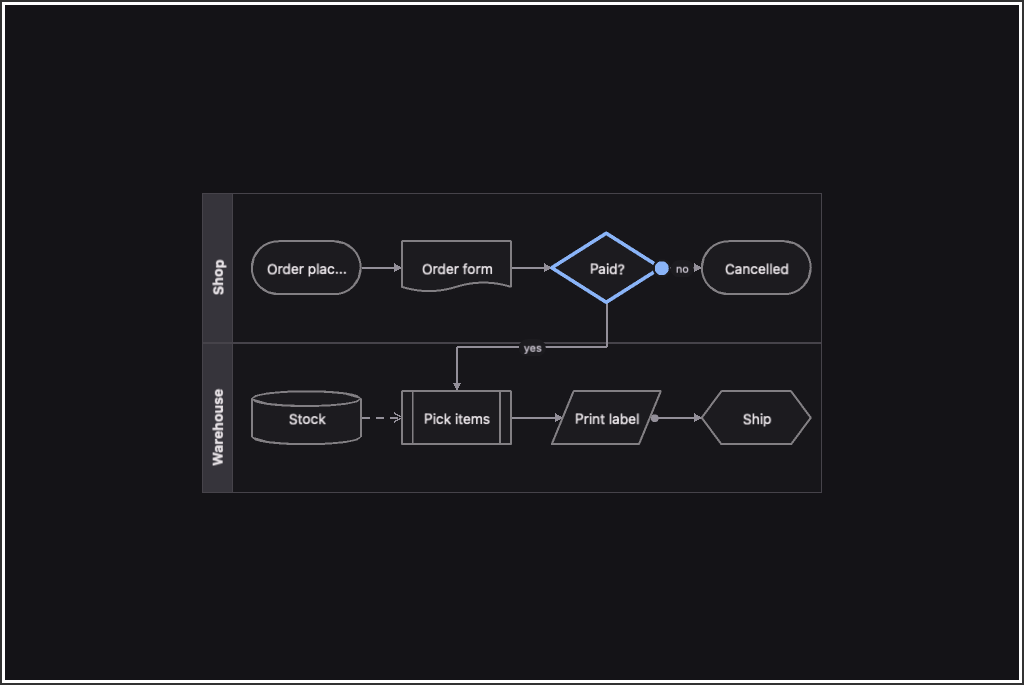 Shop
Order plac...
Order form
Paid?
no
Cancelled
yes
Warehouse
Stock
Pick items
Print label
Ship